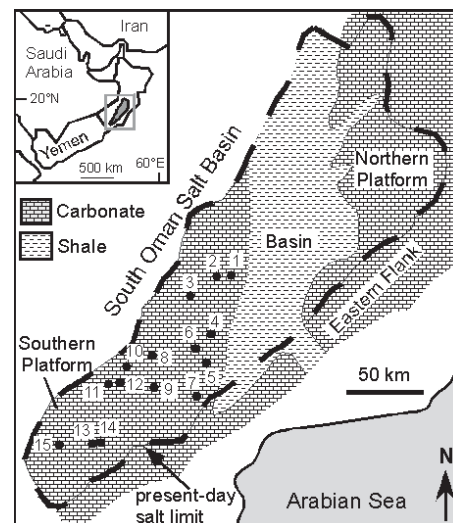 Iran
Saudi
Arabia
20°N
Yemen
500 km
60°E
Carbonate
Shale
South Oman Salt Basin
Northern
Platform
Basin
Eastern Flank
2
1
3
4
6
10
8
5
Southern
Platform
11
12
9
7
50 km
13
14
15
present-day
salt limit
N
Arabian Sea